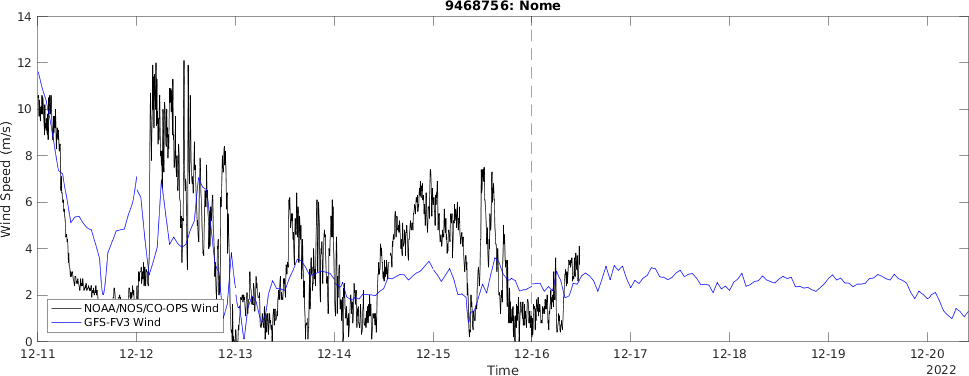 9468756: Nome
Wind Speed (m/s)
14
12
10
8
6
4
2
0
NOAA/NOS/CO-OPS Wind
GFS-FV3 Wind
12-11 12-12 12-13 12-14 12-15 12-16 12-17 12-18 12-19 12-20
Time
2022